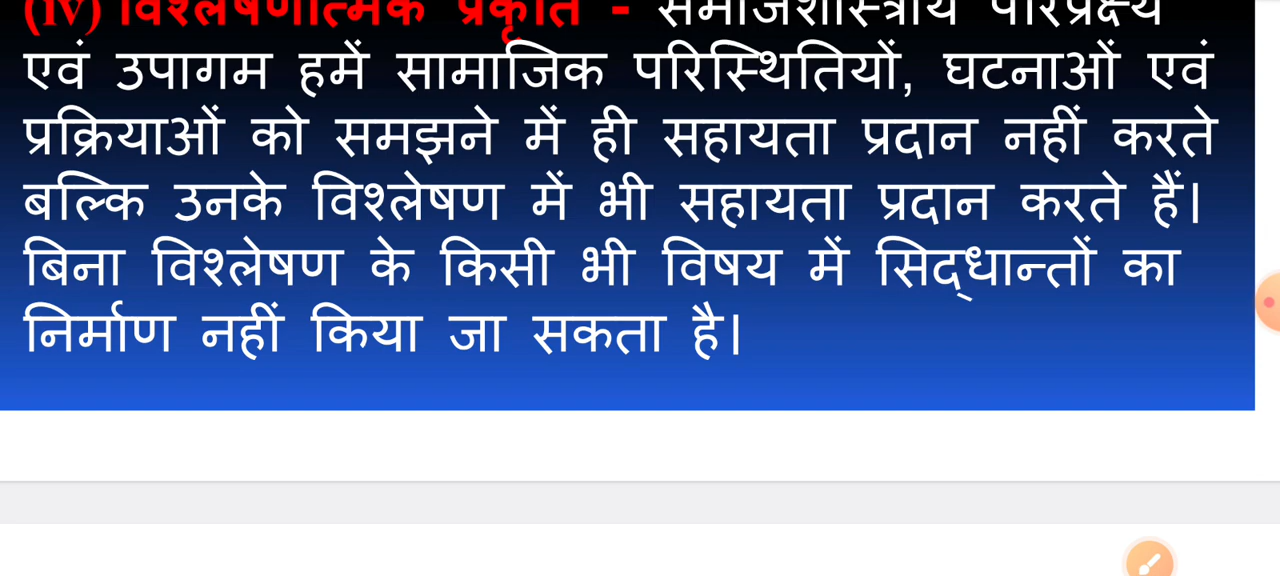 (iv) विश्लेषणात्मक प्रकृति - समाजशास्त्रीय परिप्रेक्ष्य
एवं उपागम हमें सामाजिक परिस्थितियों, घटनाओं एवं
प्रक्रियाओं को समझने में ही सहायता प्रदान नहीं करते
बल्कि उनके विश्लेषण में भी सहायता प्रदान करते हैं।
बिना विश्लेषण के किसी भी विषय में सिद्धान्तों का
निर्माण नहीं किया जा सकता है।